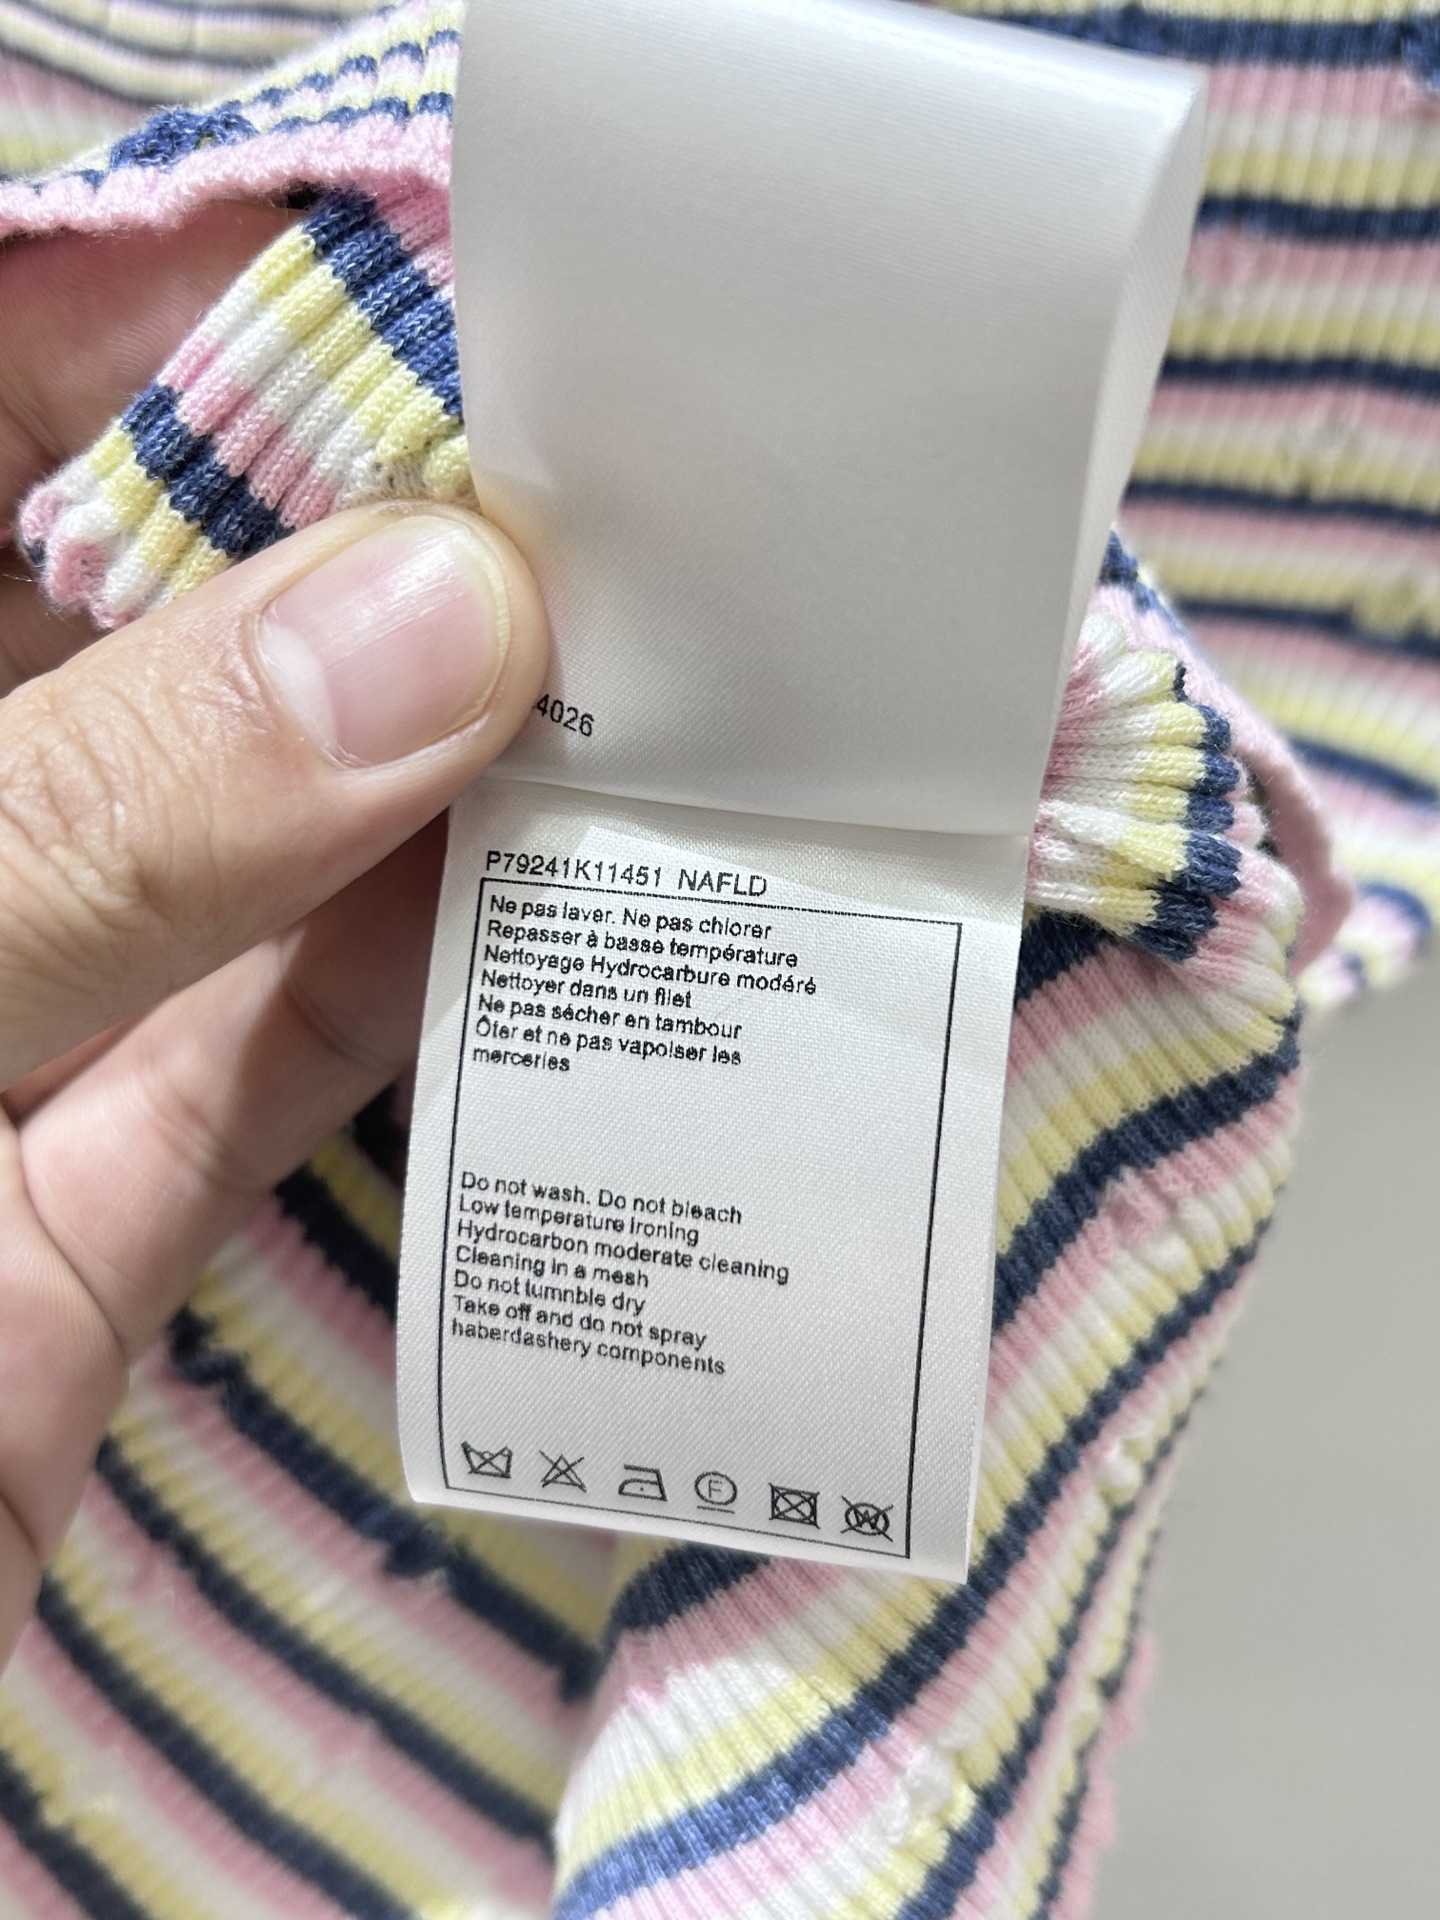 4026
P79241K11451 NAFLD
Ne pas laver. Ne pas chlorer
Repasser à basse température
Nettoyage Hydrocarbure modéré
Nettoyer dans un filet
Ne pas sécher en tambour
Ôter et ne pas vapoiser les
merceries
Do not wash. Do not bleach
Low temperature ironing
Hydrocarbon moderate cleaning
Cleaning in a mesh
Do not tumnble dry
Take off and do not spray
haberdashery components
F W